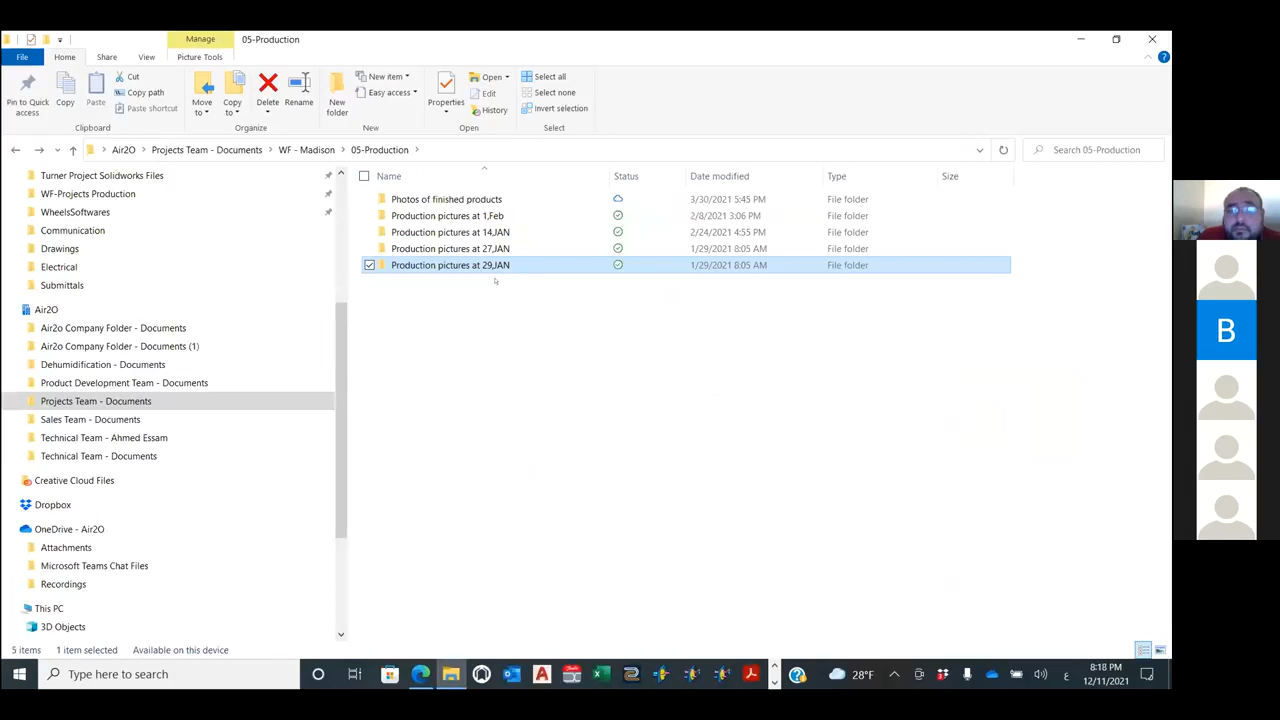 Manage
05-Production
File
Home
Share
View
Picture Tools
Pin to Quick access
Copy
Paste
Cut
Copy path
Paste shortcut
Clipboard
Move to
Copy to
Delete
Rename
Organize
New folder
New item
Easy access
New
Properties
Open
Edit
History
Open
Select all
Select none
Invert selection
Select
Air2O > Projects Team - Documents > WF - Madison > 05-Production >
Search 05-Production
Turner Project Solidworks Files
WF-Projects Production
WheelsSoftwares
Communication
Drawings
Electrical
Submittals
Air2O
Air2o Company Folder - Documents
Air2o Company Folder - Documents (1)
Dehumidification - Documents
Product Development Team - Documents
Projects Team - Documents
Sales Team - Documents
Technical Team - Ahmed Essam
Technical Team - Documents
Creative Cloud Files
Dropbox
OneDrive - Air2O
Attachments
Microsoft Teams Chat Files
Recordings
This PC
3D Objects
Name Status Date modified Type Size
Photos of finished products 3/30/2021 5:45 PM File folder
Production pictures at 1,Feb 2/8/2021 3:06 PM File folder
Production pictures at 14,JAN 2/24/2021 4:55 PM File folder
Production pictures at 27,JAN 1/29/2021 8:05 AM File folder
Production pictures at 29,JAN 1/29/2021 8:05 AM File folder
B
5 items 1 item selected Available on this device
Type here to search
28°F
ع
8:18 PM
12/11/2021